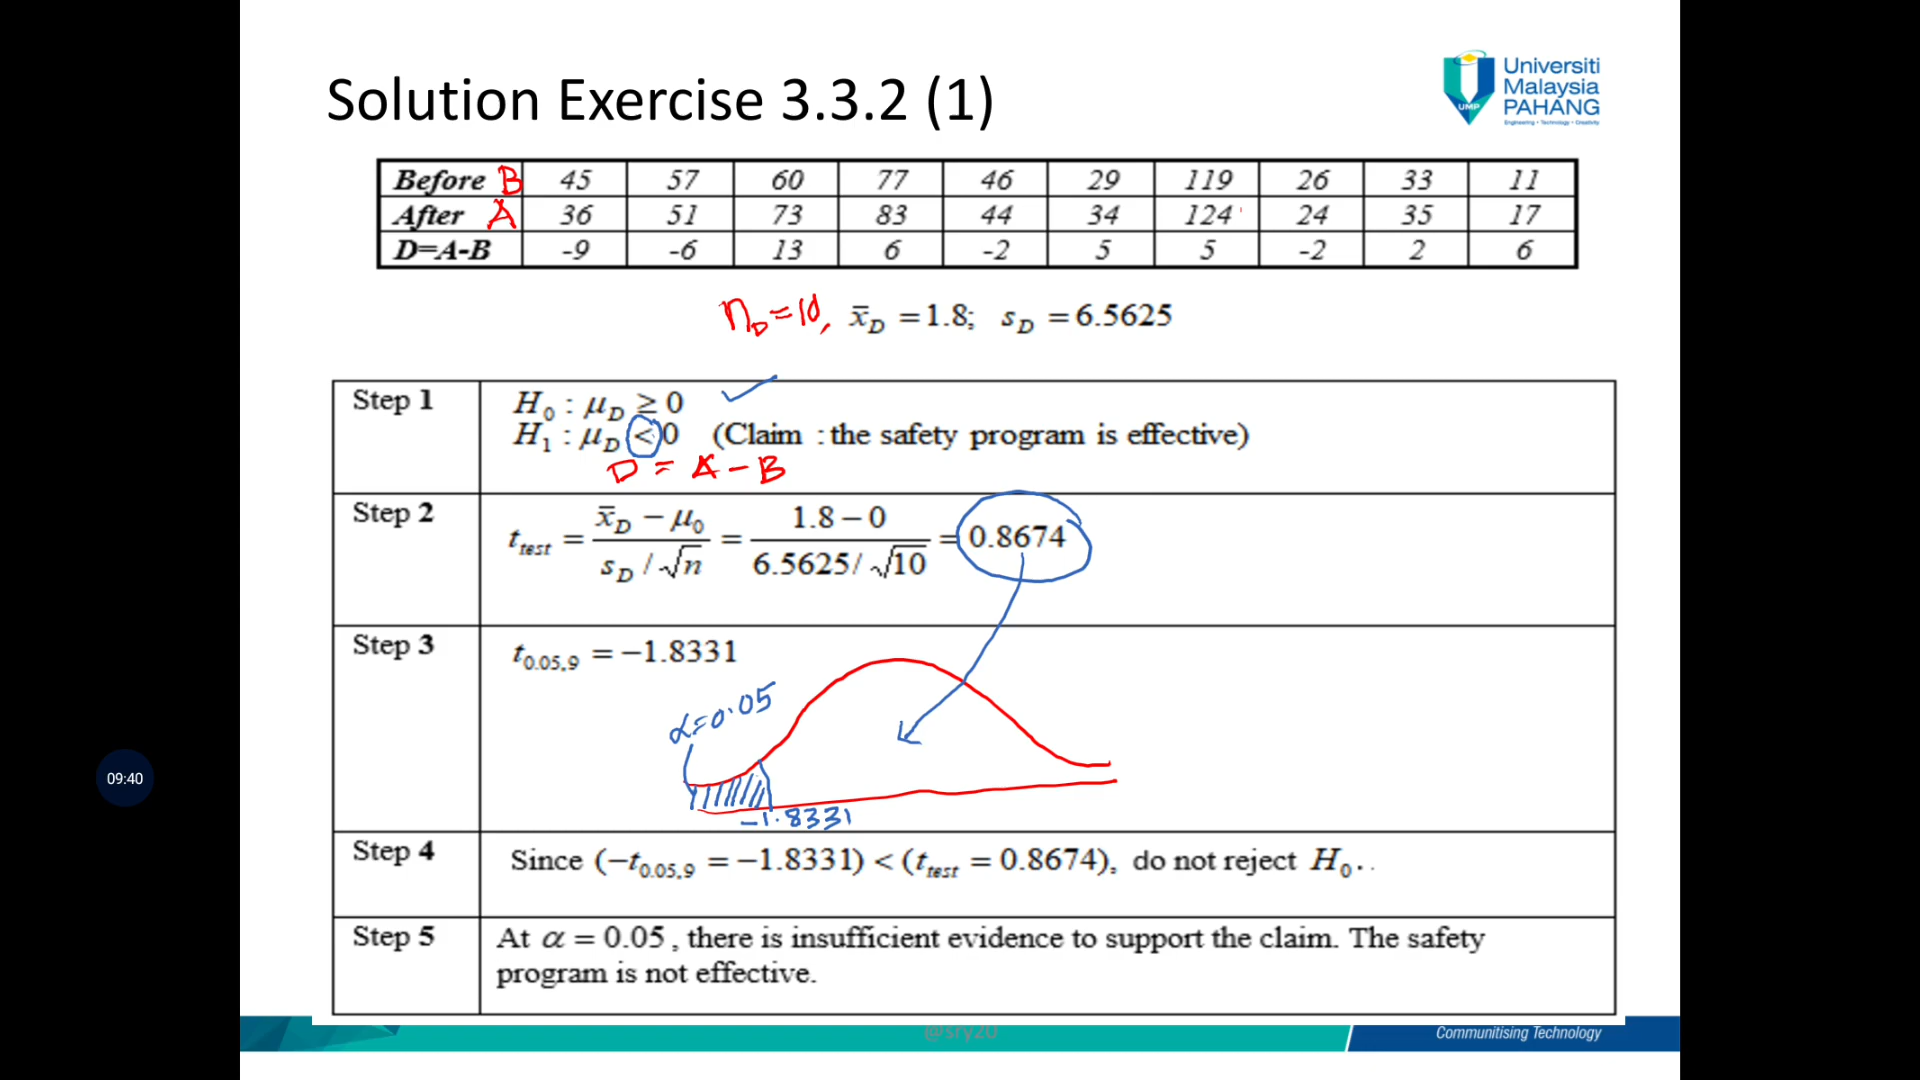 Solution Exercise 3.3.2 (1)
Universiti
Malaysia
PAHANG
Engineering • Technology • Creativity
UMP
Before B 45 57 60 77 46 29 119 26 33 11
After A 36 51 73 83 44 34 124 24 35 17
D=A-B -9 -6 13 6 -2 5 5 -2 2 6
n_D = 10, x̄_D = 1.8; s_D = 6.5625
Step 1
H₀ : μ_D ≥ 0
H₁ : μ_D < 0 (Claim : the safety program is effective)
D = A - B
Step 2
t_test = (x̄_D − μ₀) / (s_D / √n) = (1.8 − 0) / (6.5625 / √10) = 0.8674
Step 3
t_0.05,9 = −1.8331
α=0.05
-1.8331
Step 4
Since (−t_0.05,9 = −1.8331) < (t_test = 0.8674), do not reject H₀. .
Step 5
At α = 0.05 , there is insufficient evidence to support the claim. The safety
program is not effective.
09:40
@sry20
Communitising Technology